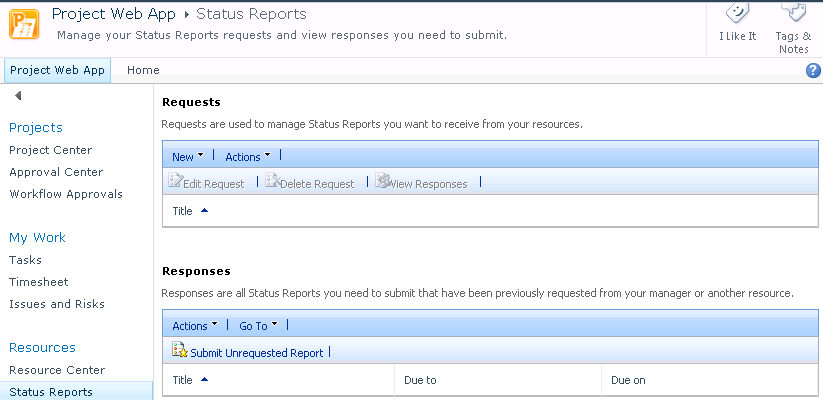 Project Web App ▸ Status Reports
Manage your Status Reports requests and view responses you need to submit.
I Like It
Tags & Notes
Project Web App
Home
Projects
Project Center
Approval Center
Workflow Approvals
My Work
Tasks
Timesheet
Issues and Risks
Resources
Resource Center
Status Reports
Requests
Requests are used to manage Status Reports you want to receive from your resources.
New | Actions |
Edit Request | Delete Request | View Responses |
Title
Responses
Responses are all Status Reports you need to submit that have been previously requested from your manager or another resource.
Actions | Go To |
Submit Unrequested Report |
Title Due to Due on